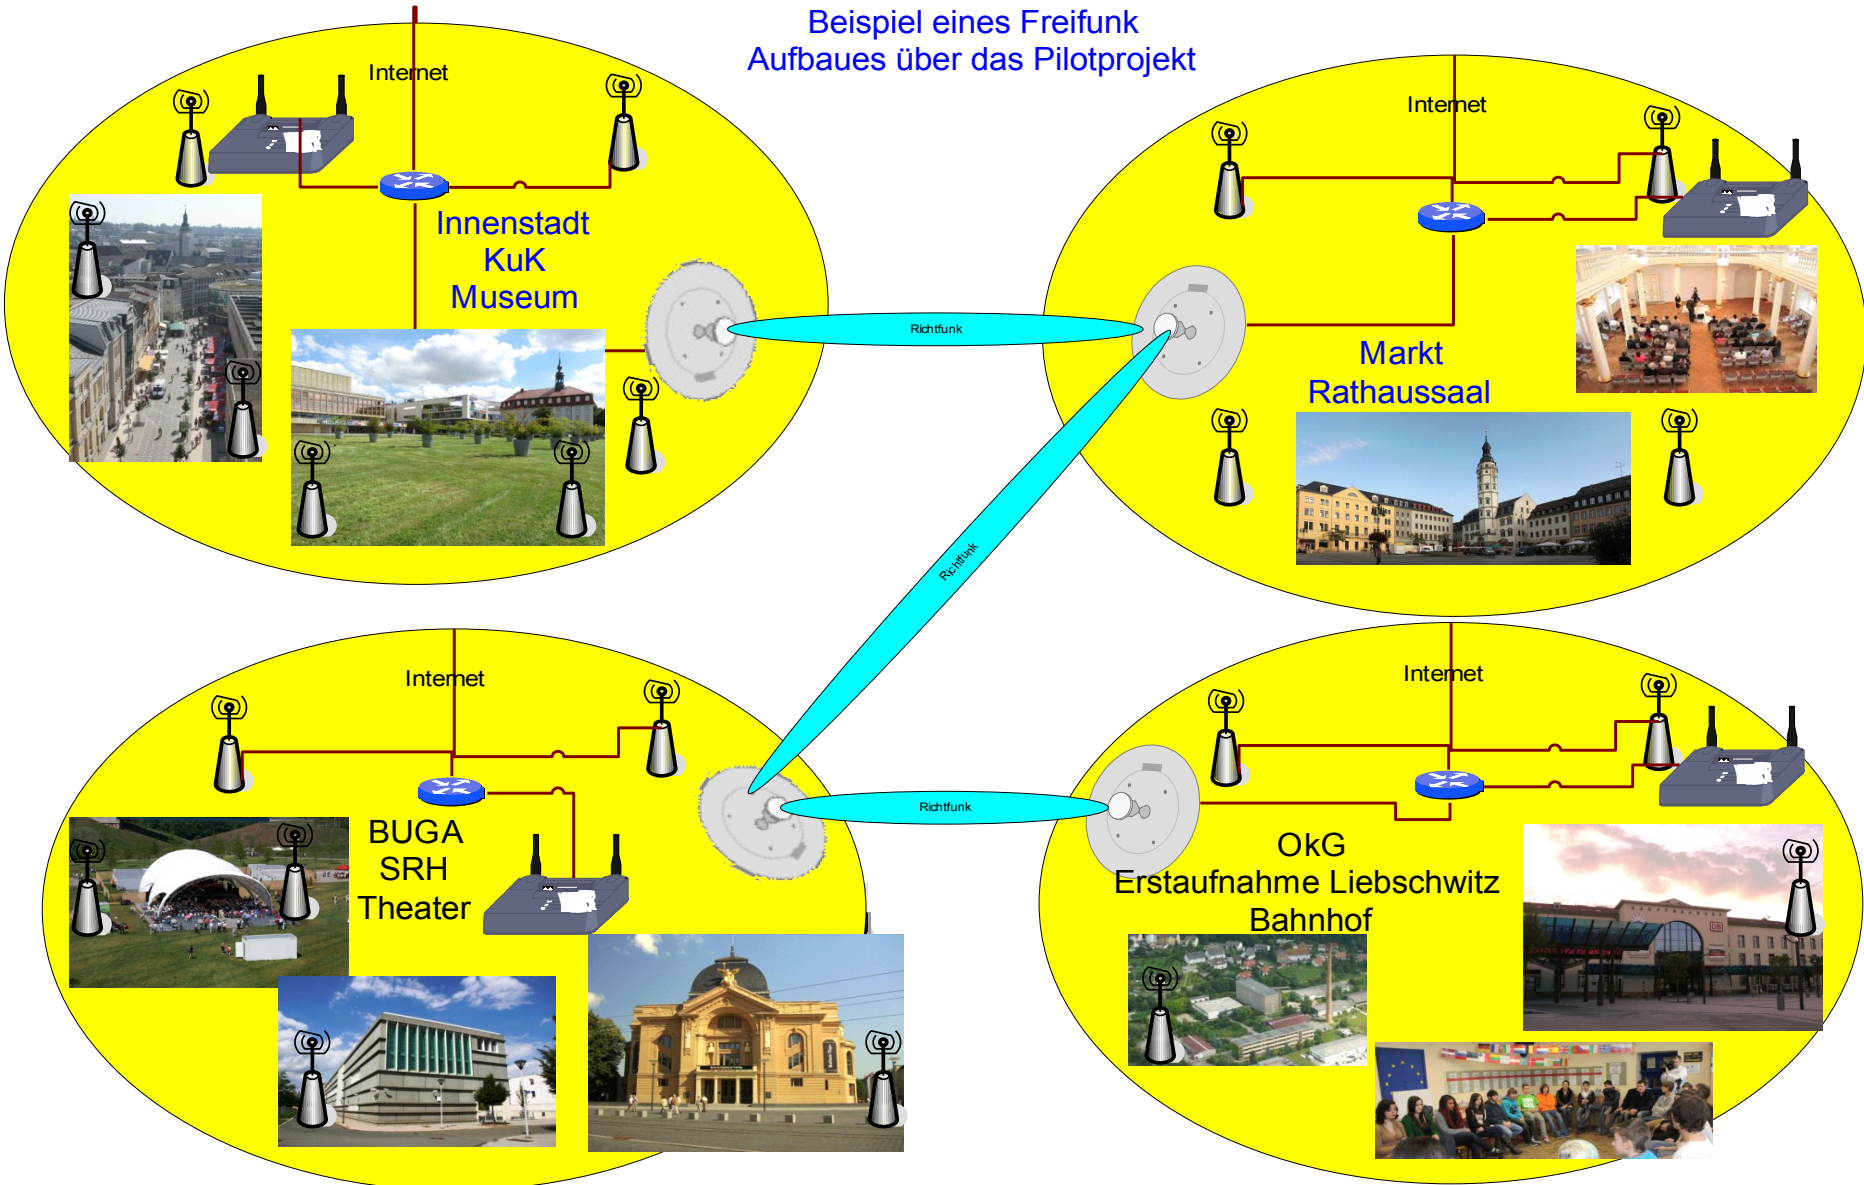 Beispiel eines Freifunk
Aufbaues über das Pilotprojekt
Internet
Innenstadt
KuK
Museum
Richtfunk
Internet
Markt
Rathaussaal
Richtfunk
Internet
BUGA
SRH
Theater
Richtfunk
Internet
OkG
Erstaufnahme Liebschwitz
Bahnhof
DB